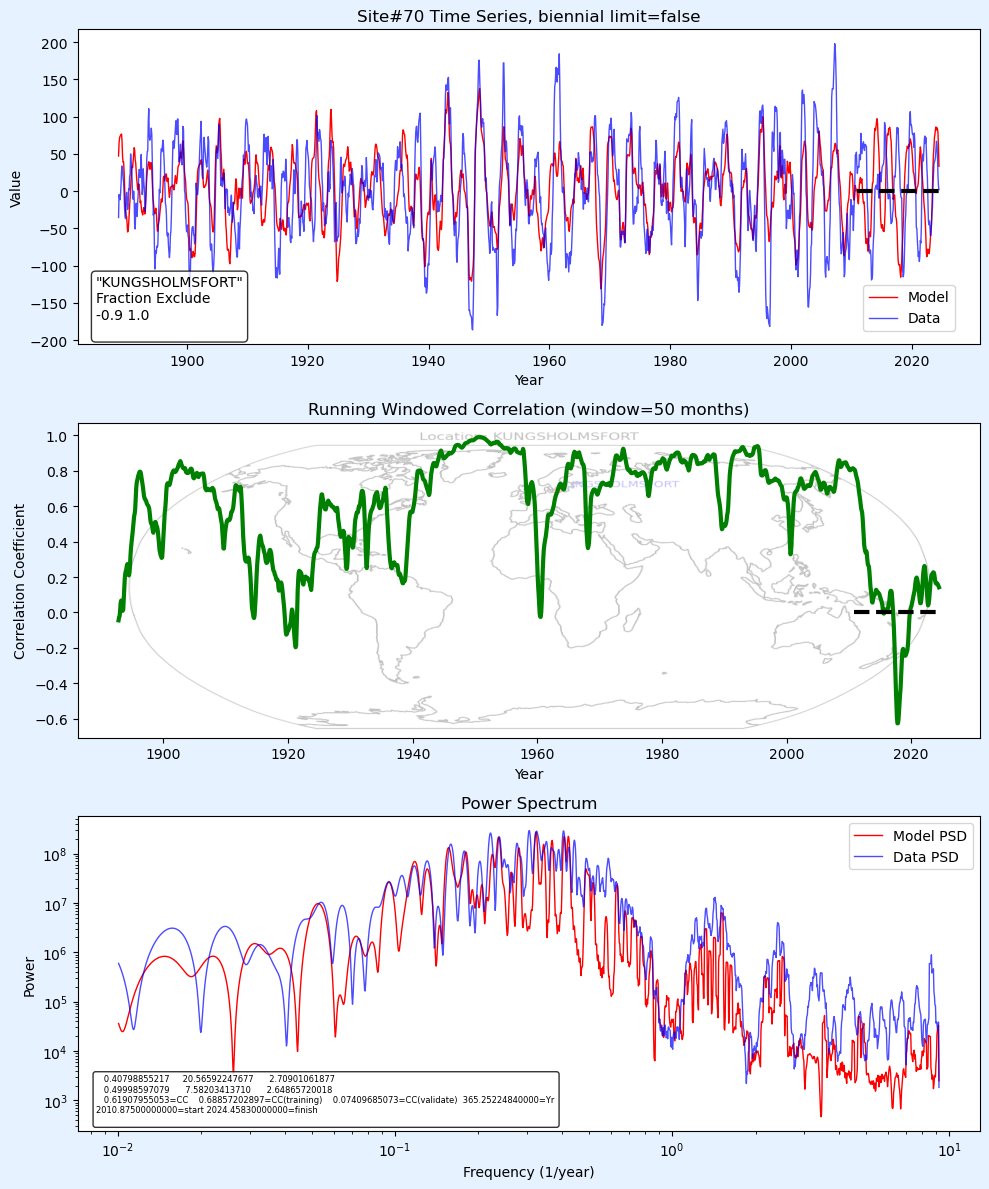 Site#70 Time Series, biennial limit=false
200
150
100
50
0
−50
−100
−150
−200
Value
"KUNGSHOLMSFORT"
Fraction Exclude
-0.9 1.0
Model
Data
1900
1920
1940
1960
1980
2000
2020
Year
Running Windowed Correlation (window=50 months)
Location KUNGSHOLMSFORT
1.0
0.8
0.6
0.4
0.2
0.0
−0.2
−0.4
−0.6
Correlation Coefficient
1900
1920
1940
1960
1980
2000
2020
Year
Power Spectrum
Model PSD
Data PSD
10^8
10^7
10^6
10^5
10^4
10^3
Power
0.40798855217 20.56592247677 2.70901061877
0.49998597079 7.58203413710 2.64865720018
0.61907955053=CC 0.68857202897=CC(training) 0.07409685073=CC(validate) 365.25224840000=Yr
2010.87500000000=start 2024.45830000000=finish
10^−2
10^−1
10^0
10^1
Frequency (1/year)